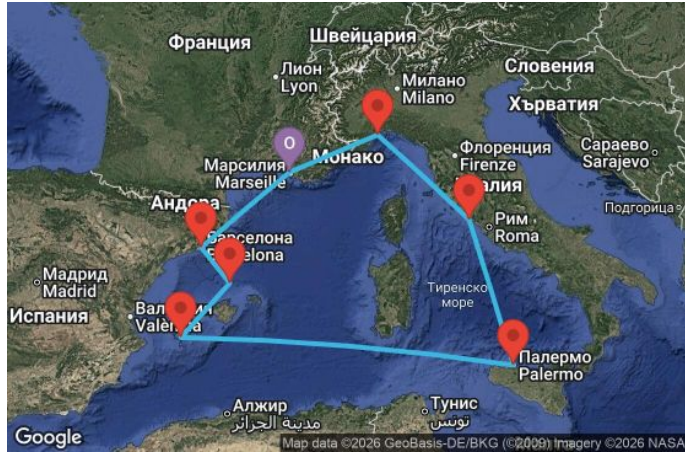 Франция
Швейцария
Лион
Lyon
Милано
Milano
Словения
Хърватия
О
Марсилия
Marseille
Монако
Флоренция
Firenze
Сараево
Sarajevo
Андора
Подгорица
Рим
Roma
Барселона
Мадрид
Madrid
Испания
València
Тиренско
море
Палермо
Palermo
Алжир
مدينة الجزائر
Тунис
تونس
Google
Map data ©2026 GeoBasis-DE/BKG (©2009) Imagery ©2026 NASA